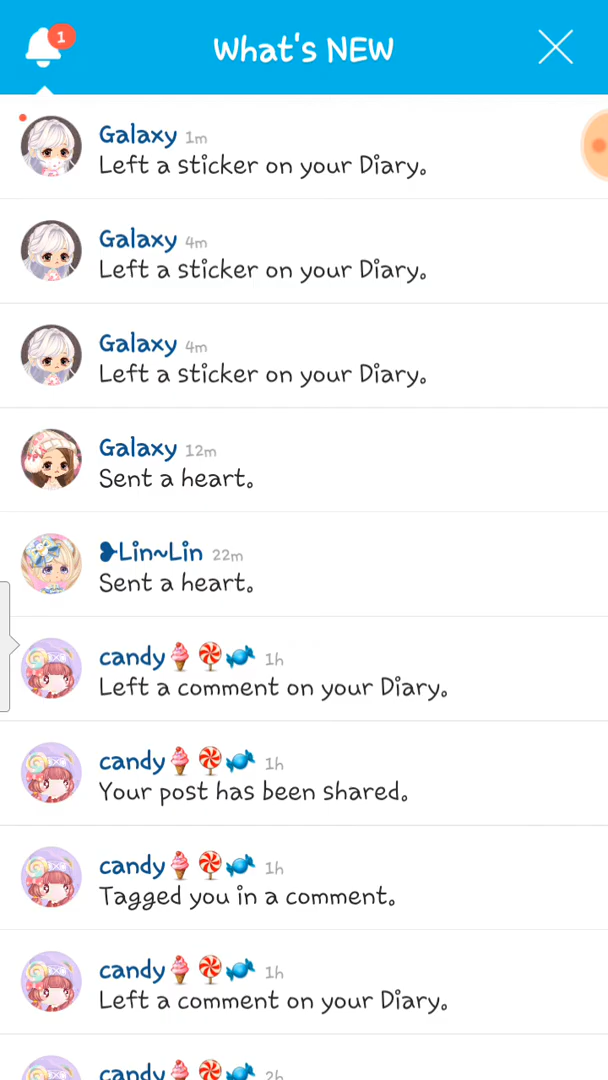 1
What's NEW
Galaxy 1m
Left a sticker on your Diary.
Galaxy 4m
Left a sticker on your Diary.
Galaxy 4m
Left a sticker on your Diary.
Galaxy 12m
Sent a heart.
❥Lin~Lin 22m
Sent a heart.
candy🍦🍭🍬 1h
Left a comment on your Diary.
candy🍦🍭🍬 1h
Your post has been shared.
candy🍦🍭🍬 1h
Tagged you in a comment.
candy🍦🍭🍬 1h
Left a comment on your Diary.
candy🍦🍭🍬 2h